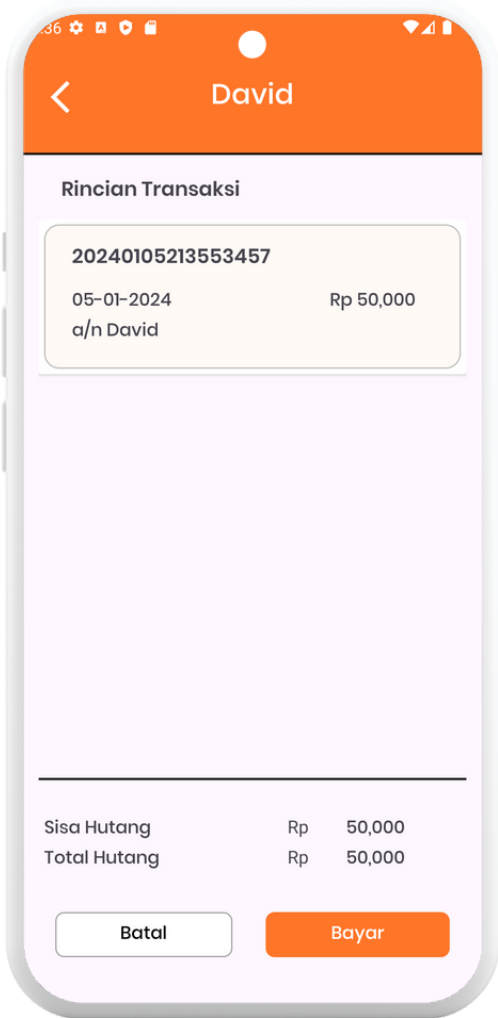 :36
David
Rincian Transaksi
20240105213553457
05-01-2024 Rp 50,000
a/n David
Sisa Hutang Rp 50,000
Total Hutang Rp 50,000
Batal Bayar